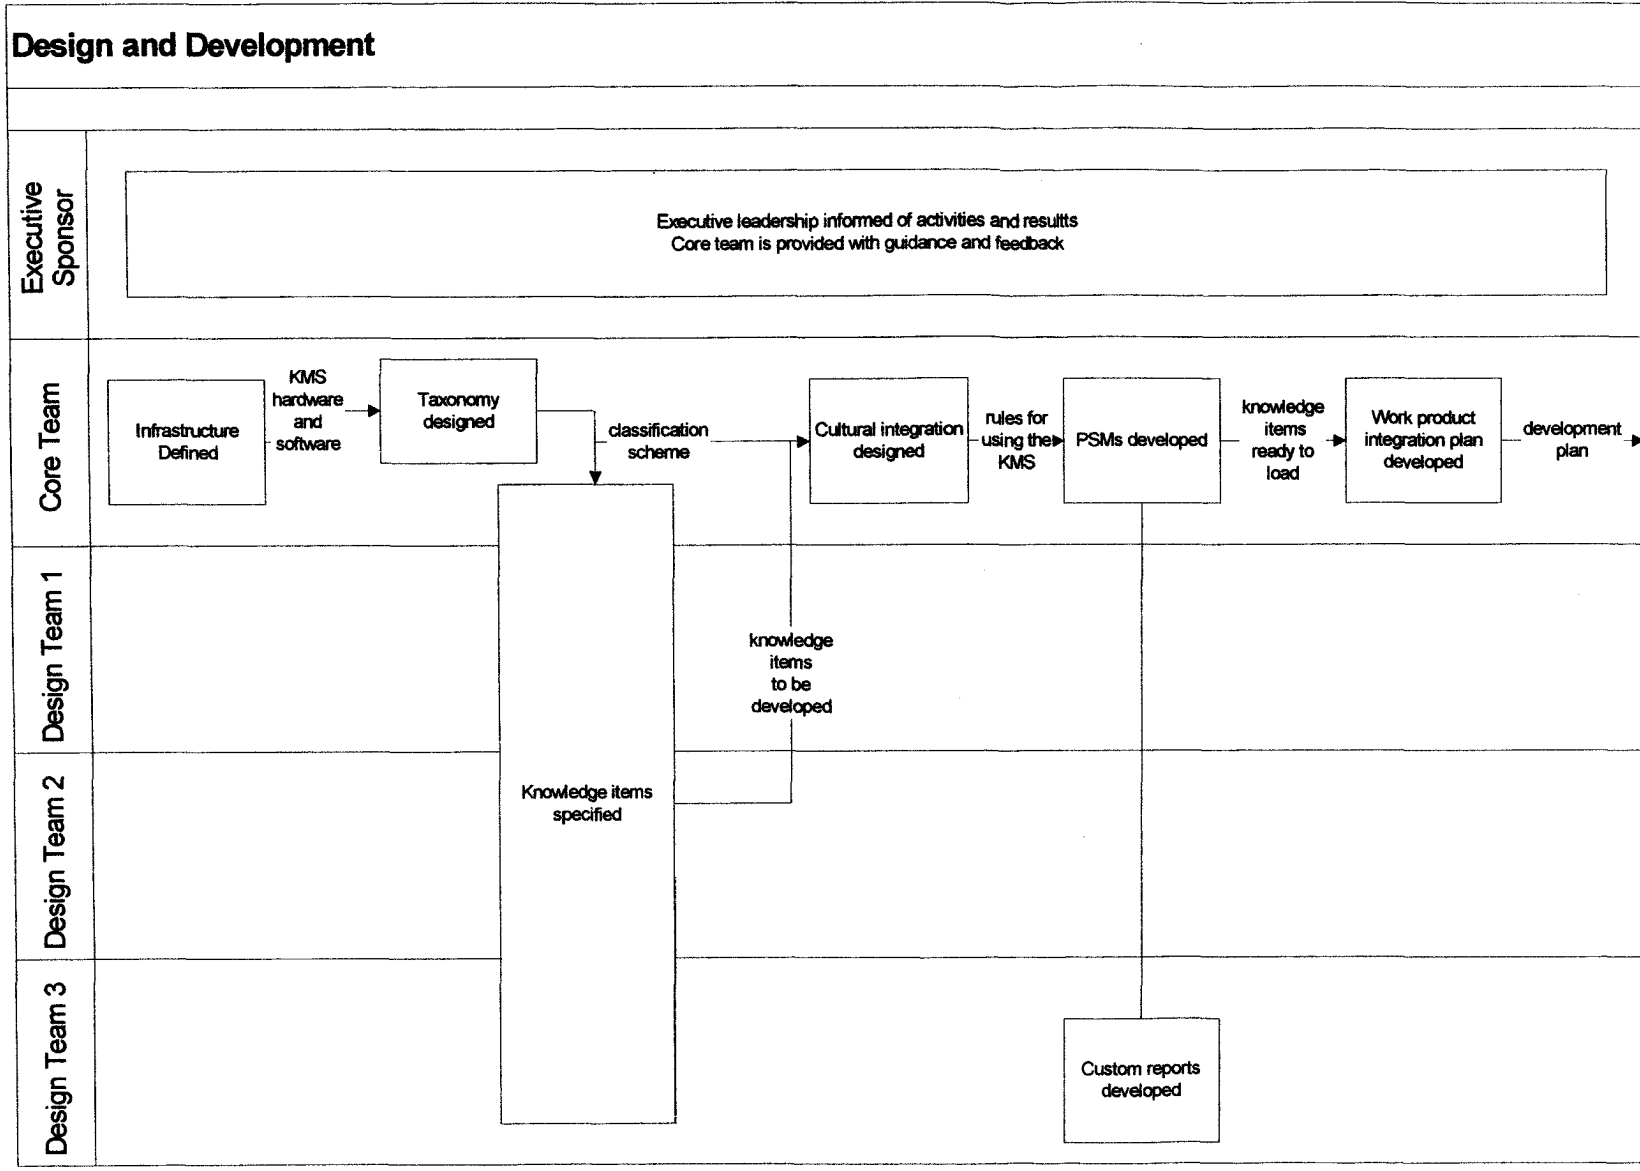 Design and Development
Executive
Sponsor
Executive leadership informed of activities and resultts
Core team is provided with guidance and feedback
Core Team
Infrastructure
Defined
KMS
hardware
and
software
Taxonomy
designed
classification
scheme
Cultural integration
designed
rules for
using the
KMS
PSMs developed
knowledge
items
ready to
load
Work product
integration plan
developed
development
plan
Design Team 1
knowledge
items
to be
developed
Design Team 2
Knowledge items
specified
Design Team 3
Custom reports
developed